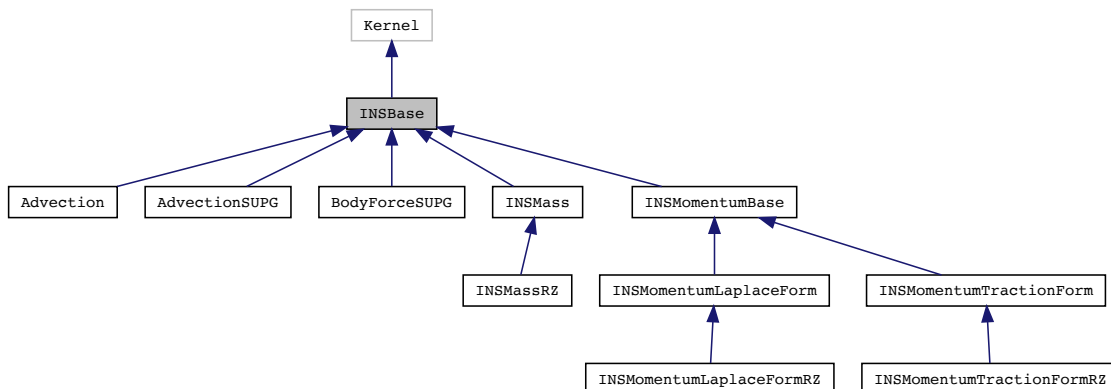 Kernel
INSBase
Advection
AdvectionSUPG
BodyForceSUPG
INSMass
INSMomentumBase
INSMassRZ
INSMomentumLaplaceForm
INSMomentumTractionForm
INSMomentumLaplaceFormRZ
INSMomentumTractionFormRZ